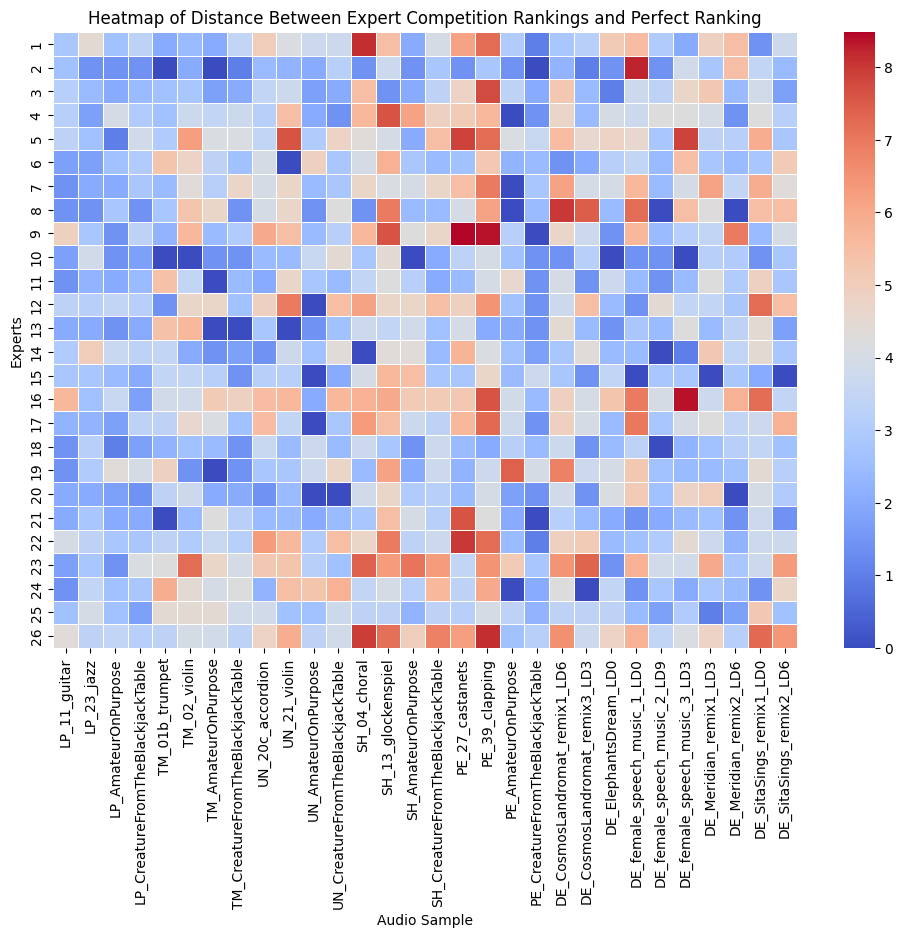 Heatmap of Distance Between Expert Competition Rankings and Perfect Ranking
Experts
1
2
3
4
5
6
7
8
9
10
11
12
13
14
15
16
17
18
19
20
21
22
23
24
25
26
LP_11_guitar
LP_23_jazz
LP_AmateurOnPurpose
LP_CreatureFromTheBlackjackTable
TM_01b_trumpet
TM_02_violin
TM_AmateurOnPurpose
TM_CreatureFromTheBlackjackTable
UN_20c_accordion
UN_21_violin
UN_AmateurOnPurpose
UN_CreatureFromTheBlackjackTable
SH_04_choral
SH_13_glockenspiel
SH_AmateurOnPurpose
SH_CreatureFromTheBlackjackTable
PE_27_castanets
PE_39_clapping
PE_AmateurOnPurpose
PE_CreatureFromTheBlackjackTable
DE_CosmosLandromat_remix1_LD6
DE_CosmosLandromat_remix3_LD3
DE_ElephantsDream_LD0
DE_female_speech_music_1_LD0
DE_female_speech_music_2_LD9
DE_female_speech_music_3_LD3
DE_Meridian_remix1_LD3
DE_Meridian_remix2_LD6
DE_SitaSings_remix1_LD0
DE_SitaSings_remix2_LD6
Audio Sample
8
7
6
5
4
3
2
1
0